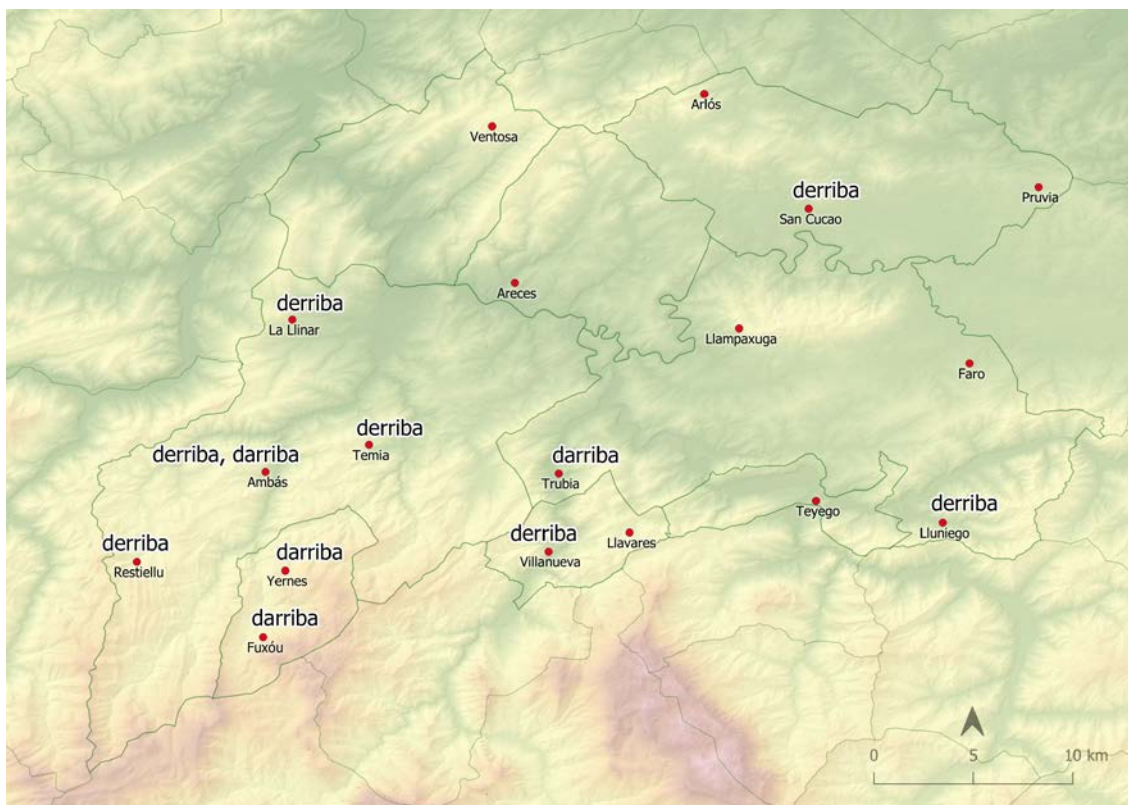 Arlós
Ventosa
derriba
San Cucao
Pruvia
Areces
derriba
La Llinar
Llampaxuga
Faro
derriba
Temia
derriba, darriba
Ambás
darriba
Trubia
Teyego
derriba
Lluniego
derriba
Villanueva
Llavares
derriba
Restiellu
darriba
Yernes
darriba
Fuxóu
0 5 10 km